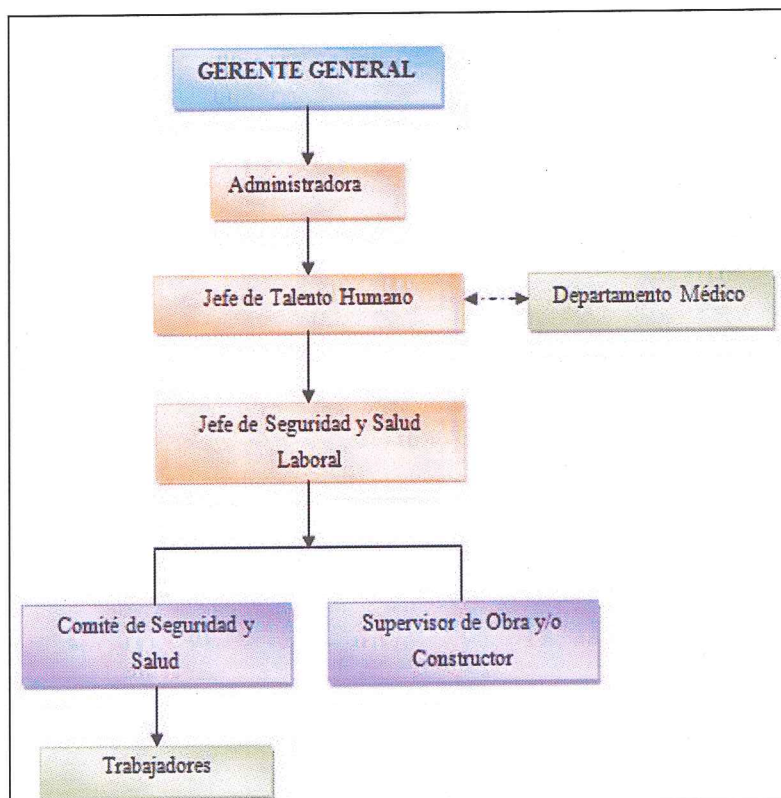 GERENTE GENERAL
Administradora
Jefe de Talento Humano
Departamento Médico
Jefe de Seguridad y Salud
Laboral
Comité de Seguridad y
Salud
Supervisor de Obra y/o
Constructor
Trabajadores